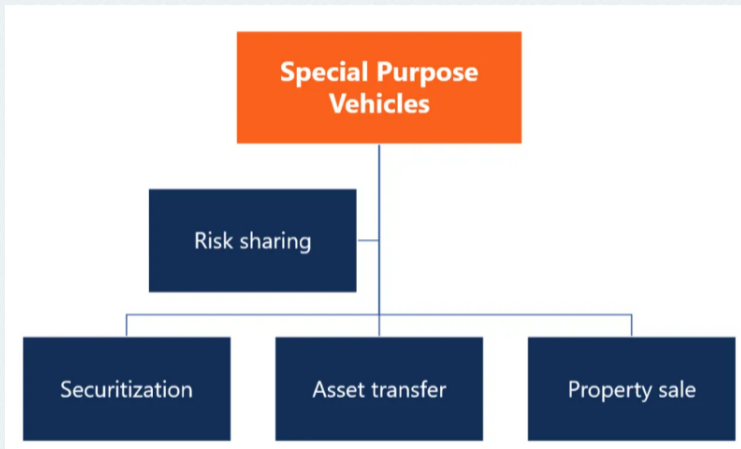 Special Purpose
Vehicles
Risk sharing
Securitization
Asset transfer
Property sale